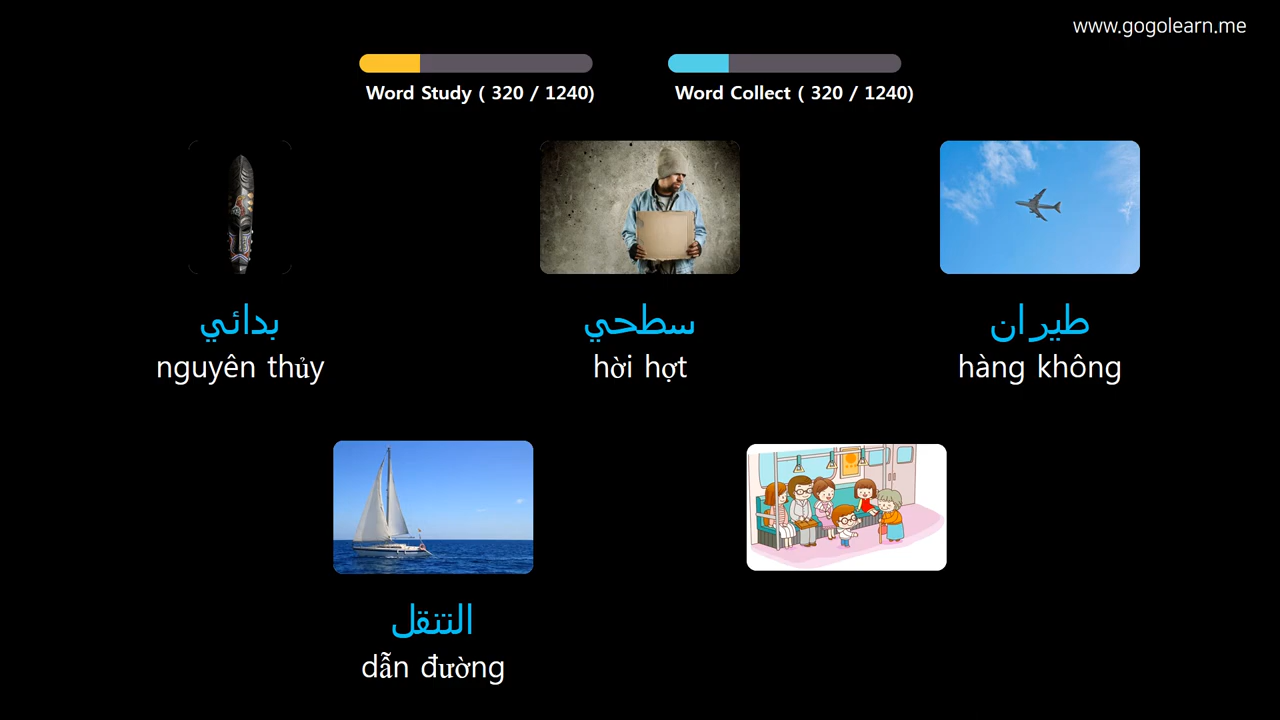 www.gogolearn.me
Word Study ( 320 / 1240)
Word Collect ( 320 / 1240)
بدائي
nguyên thủy
سطحي
hời hợt
طيران
hàng không
التنقل
dẫn đường